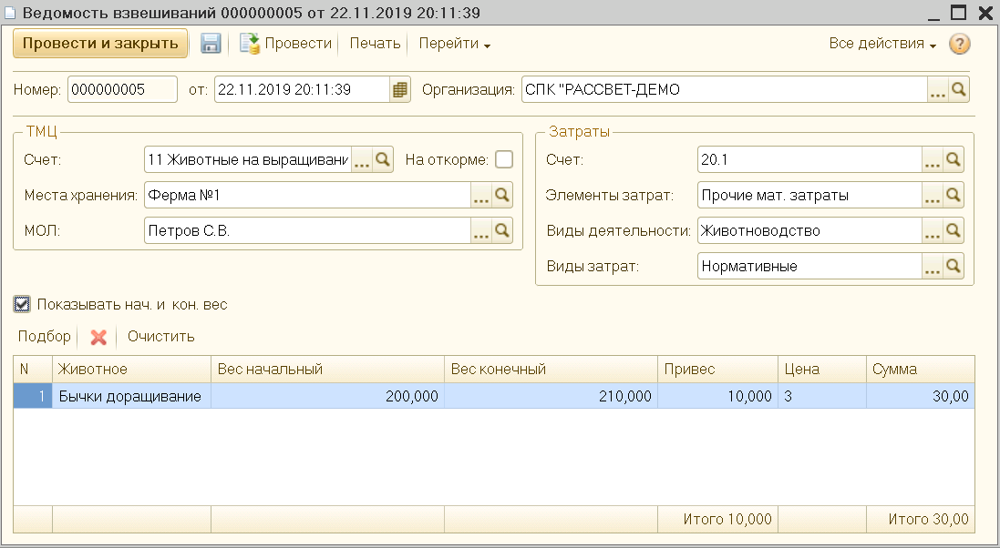 Ведомость взвешиваний 000000005 от 22.11.2019 20:11:39
Провести и закрыть Провести Печать Перейти Все действия ?
Номер: 000000005 от: 22.11.2019 20:11:39 Организация: СПК "РАССВЕТ-ДЕМО ...
ТМЦ
Счет: 11 Животные на выращивани ... На откорме:
Места хранения: Ферма №1 ...
МОЛ: Петров С.В. ...
Затраты
Счет: 20.1 ...
Элементы затрат: Прочие мат. затраты ...
Виды деятельности: Животноводство ...
Виды затрат: Нормативные ...
Показывать нач. и кон. вес
Подбор Очистить
N Животное Вес начальный Вес конечный Привес Цена Сумма
1 Бычки доращивание 200,000 210,000 10,000 3 30,00
Итого 10,000 Итого 30,00